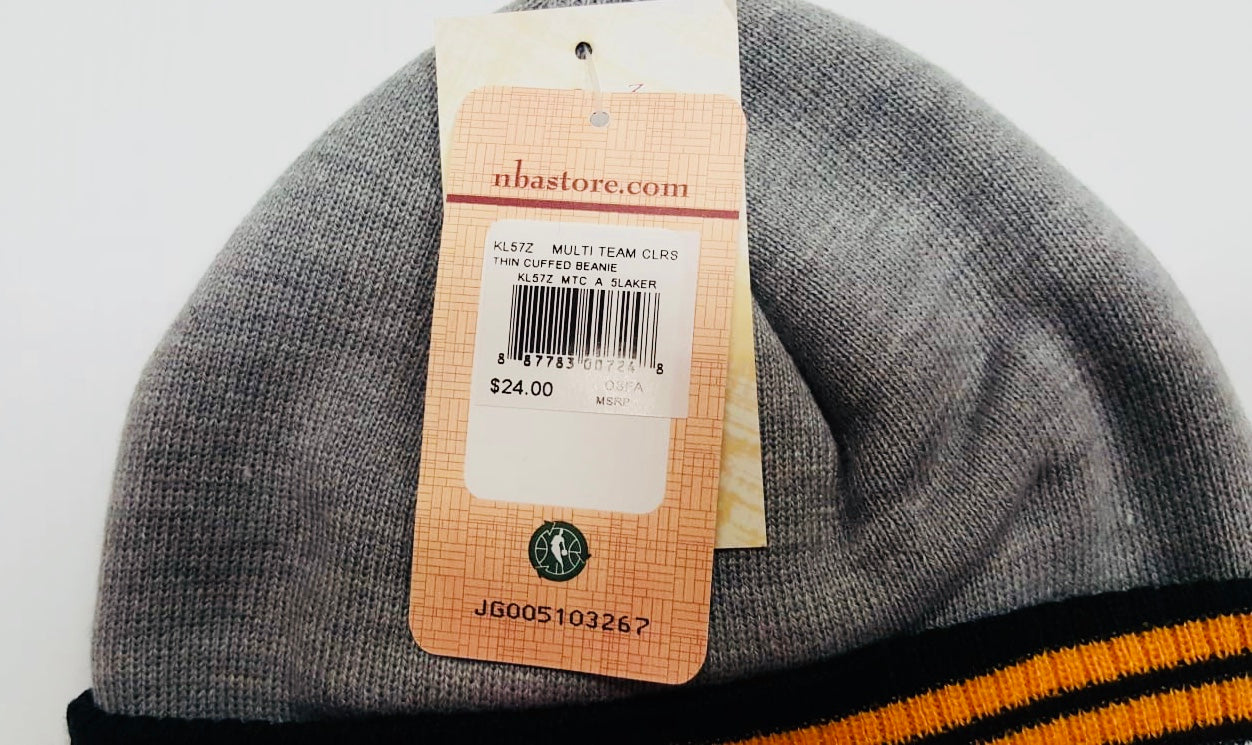 nbastore.com
KL57Z MULTI TEAM CLRS
THIN CUFFED BEANIE
KL57Z MTC A 5LAKER
8 87783 00724 8
$24.00 OSFA
MSRP
JG005103267